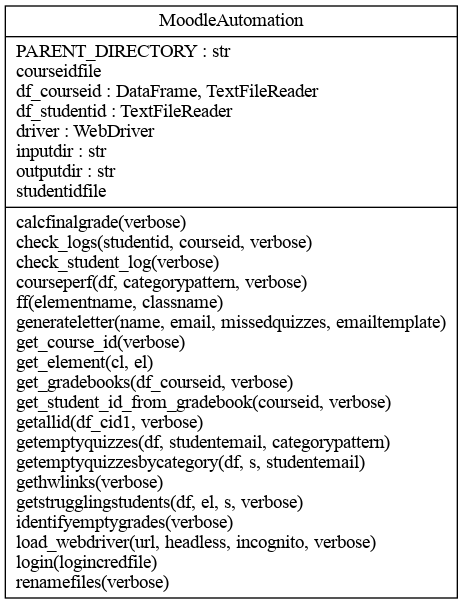 MoodleAutomation
PARENT_DIRECTORY : str
courseidfile
df_courseid : DataFrame, TextFileReader
df_studentid : TextFileReader
driver : WebDriver
inputdir : str
outputdir : str
studentidfile
calcfinalgrade(verbose)
check_logs(studentid, courseid, verbose)
check_student_log(verbose)
courseperf(df, categorypattern, verbose)
ff(elementname, classname)
generateletter(name, email, missedquizzes, emailtemplate)
get_course_id(verbose)
get_element(cl, el)
get_gradebooks(df_courseid, verbose)
get_student_id_from_gradebook(courseid, verbose)
getallid(df_cid1, verbose)
getemptyquizzes(df, studentemail, categorypattern)
getemptyquizzesbycategory(df, s, studentemail)
gethwlinks(verbose)
getstrugglingstudents(df, el, s, verbose)
identifyemptygrades(verbose)
load_webdriver(url, headless, incognito, verbose)
login(logincredfile)
renamefiles(verbose)